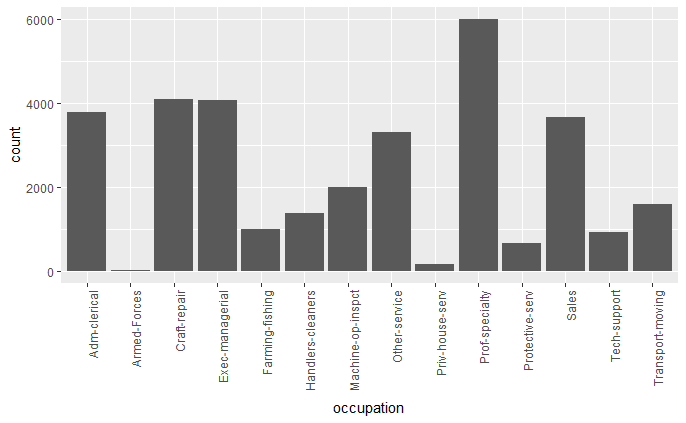 6000
4000
2000
0
count
Adm-clerical
Armed-Forces
Craft-repair
Exec-managerial
Farming-fishing
Handlers-cleaners
Machine-op-inspct
Other-service
Priv-house-serv
Prof-specialty
Protective-serv
Sales
Tech-support
Transport-moving
occupation